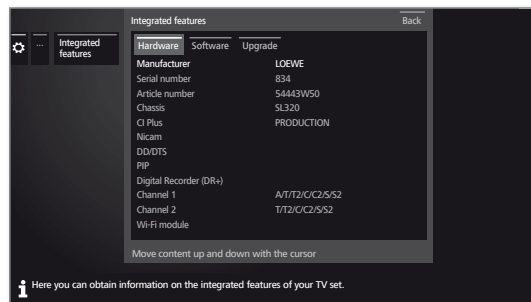 Integrated features Back
... Integrated features
Hardware Software Upgrade
Manufacturer LOEWE
Serial number 834
Article number 54443W50
Chassis SL320
CI Plus PRODUCTION
Nicam
DD/DTS
PIP
Digital Recorder (DR+)
Channel 1 A/T/T2/C/C2/S/S2
Channel 2 T/T2/C/C2/S/S2
Wi-Fi module
Move content up and down with the cursor
Here you can obtain information on the integrated features of your TV set.